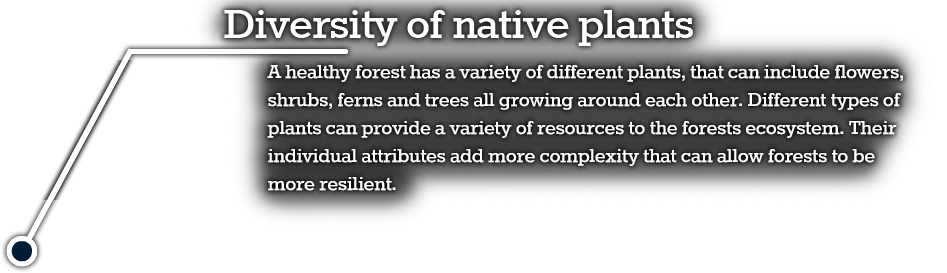 Diversity of native plants
A healthy forest has a variety of different plants, that can include flowers,
shrubs, ferns and trees all growing around each other. Different types of
plants can provide a variety of resources to the forests ecosystem. Their
individual attributes add more complexity that can allow forests to be
more resilient.